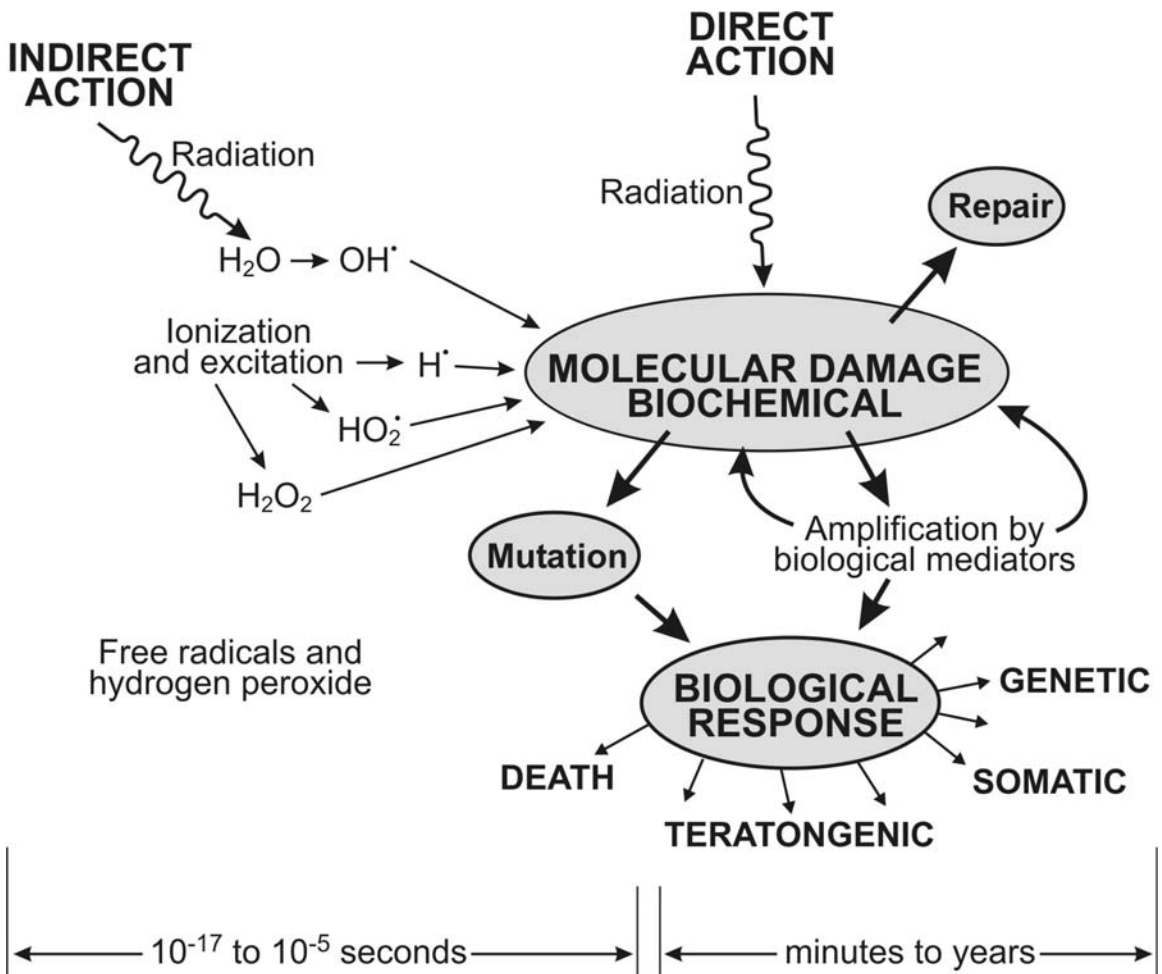 INDIRECT
ACTION
Radiation
H₂O → OH•
Ionization
and excitation → H•
HO₂•
H₂O₂
Free radicals and
hydrogen peroxide
DIRECT
ACTION
Radiation
Repair
MOLECULAR DAMAGE
BIOCHEMICAL
Mutation
Amplification by
biological mediators
BIOLOGICAL
RESPONSE
GENETIC
SOMATIC
TERATONGENIC
DEATH
10⁻¹⁷ to 10⁻⁵ seconds
minutes to years